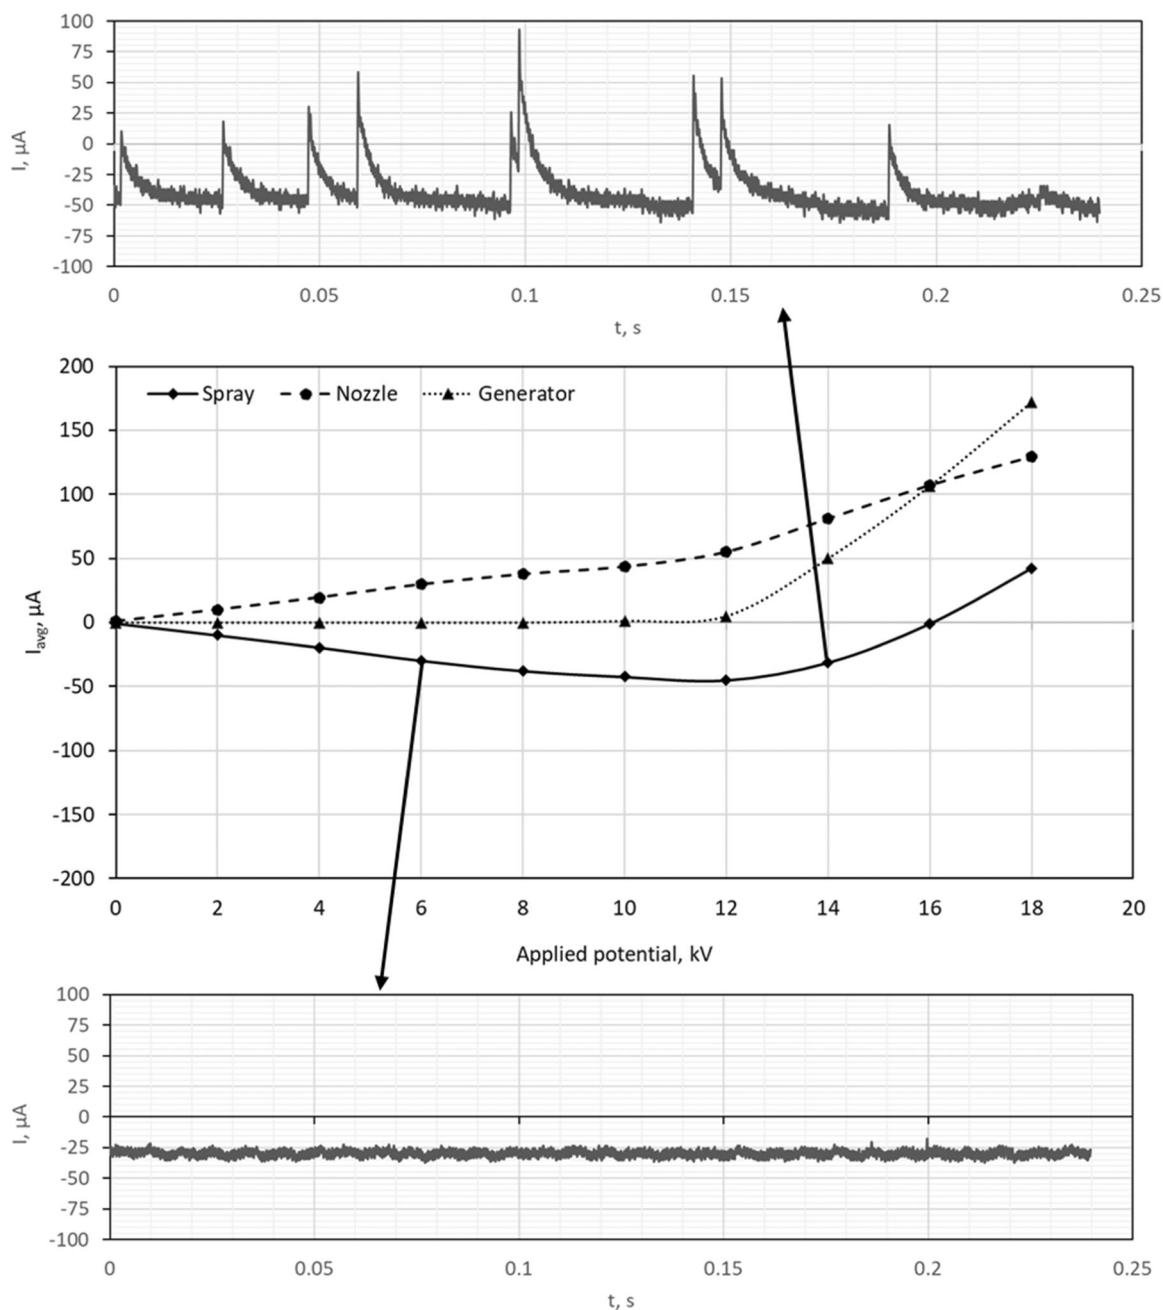 100
75
50
25
0
-25
-50
-75
-100
I, µA
0 0.05 0.1 0.15 0.2 0.25
t, s
200
150
100
50
0
-50
-100
-150
-200
Iavg, µA
Spray Nozzle Generator
0 2 4 6 8 10 12 14 16 18 20
Applied potential, kV
100
75
50
25
0
-25
-50
-75
-100
I, µA
0 0.05 0.1 0.15 0.2 0.25
t, s